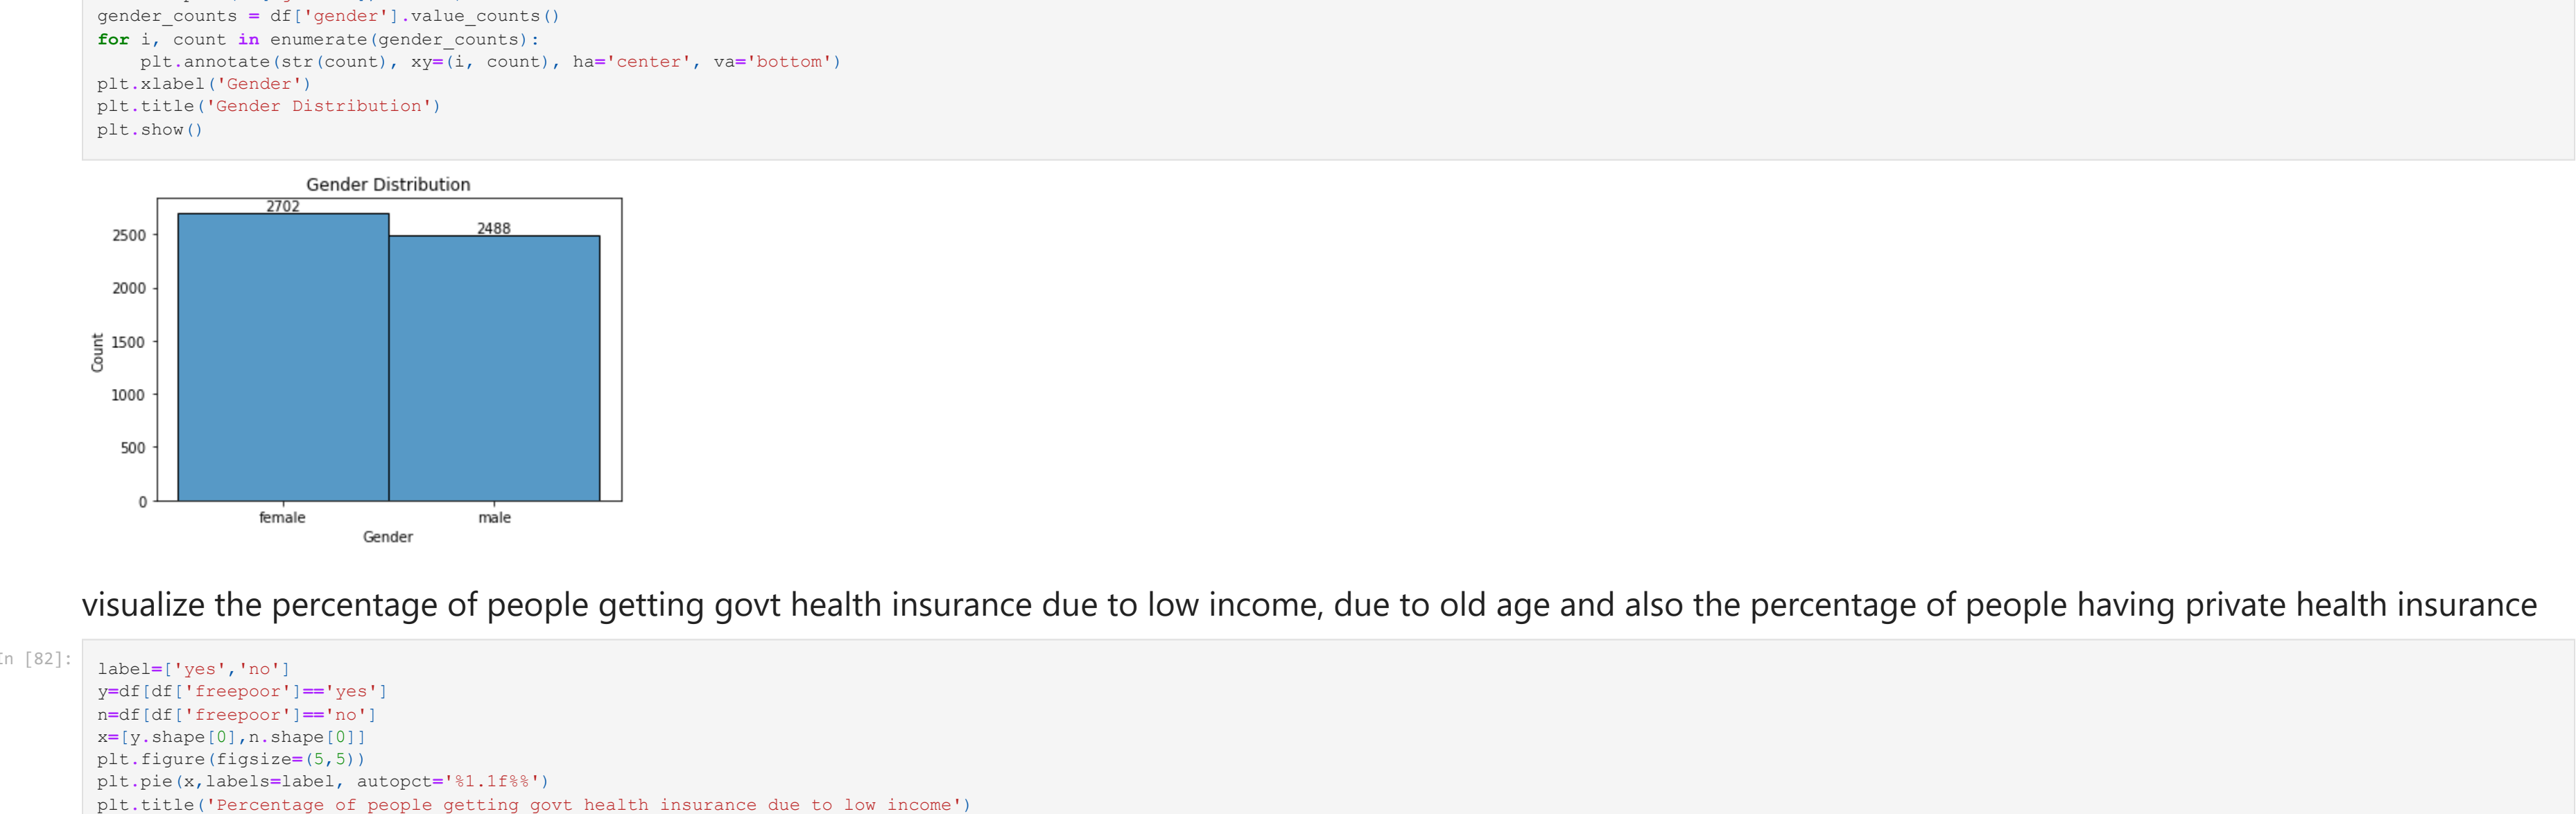 gender_counts = df['gender'].value_counts()
for i, count in enumerate(gender_counts):
    plt.annotate(str(count), xy=(i, count), ha='center', va='bottom')
plt.xlabel('Gender')
plt.title('Gender Distribution')
plt.show()
Gender Distribution
2702
2488
2500
2000
1500
1000
500
0
Count
female male
Gender
visualize the percentage of people getting govt health insurance due to low income, due to old age and also the percentage of people having private health insurance
n [82]:
label=['yes','no']
y=df[df['freepoor']=='yes']
n=df[df['freepoor']=='no']
x=[y.shape[0],n.shape[0]]
plt.figure(figsize=(5,5))
plt.pie(x,labels=label, autopct='%1.1f%%')
plt.title('Percentage of people getting govt health insurance due to low income')